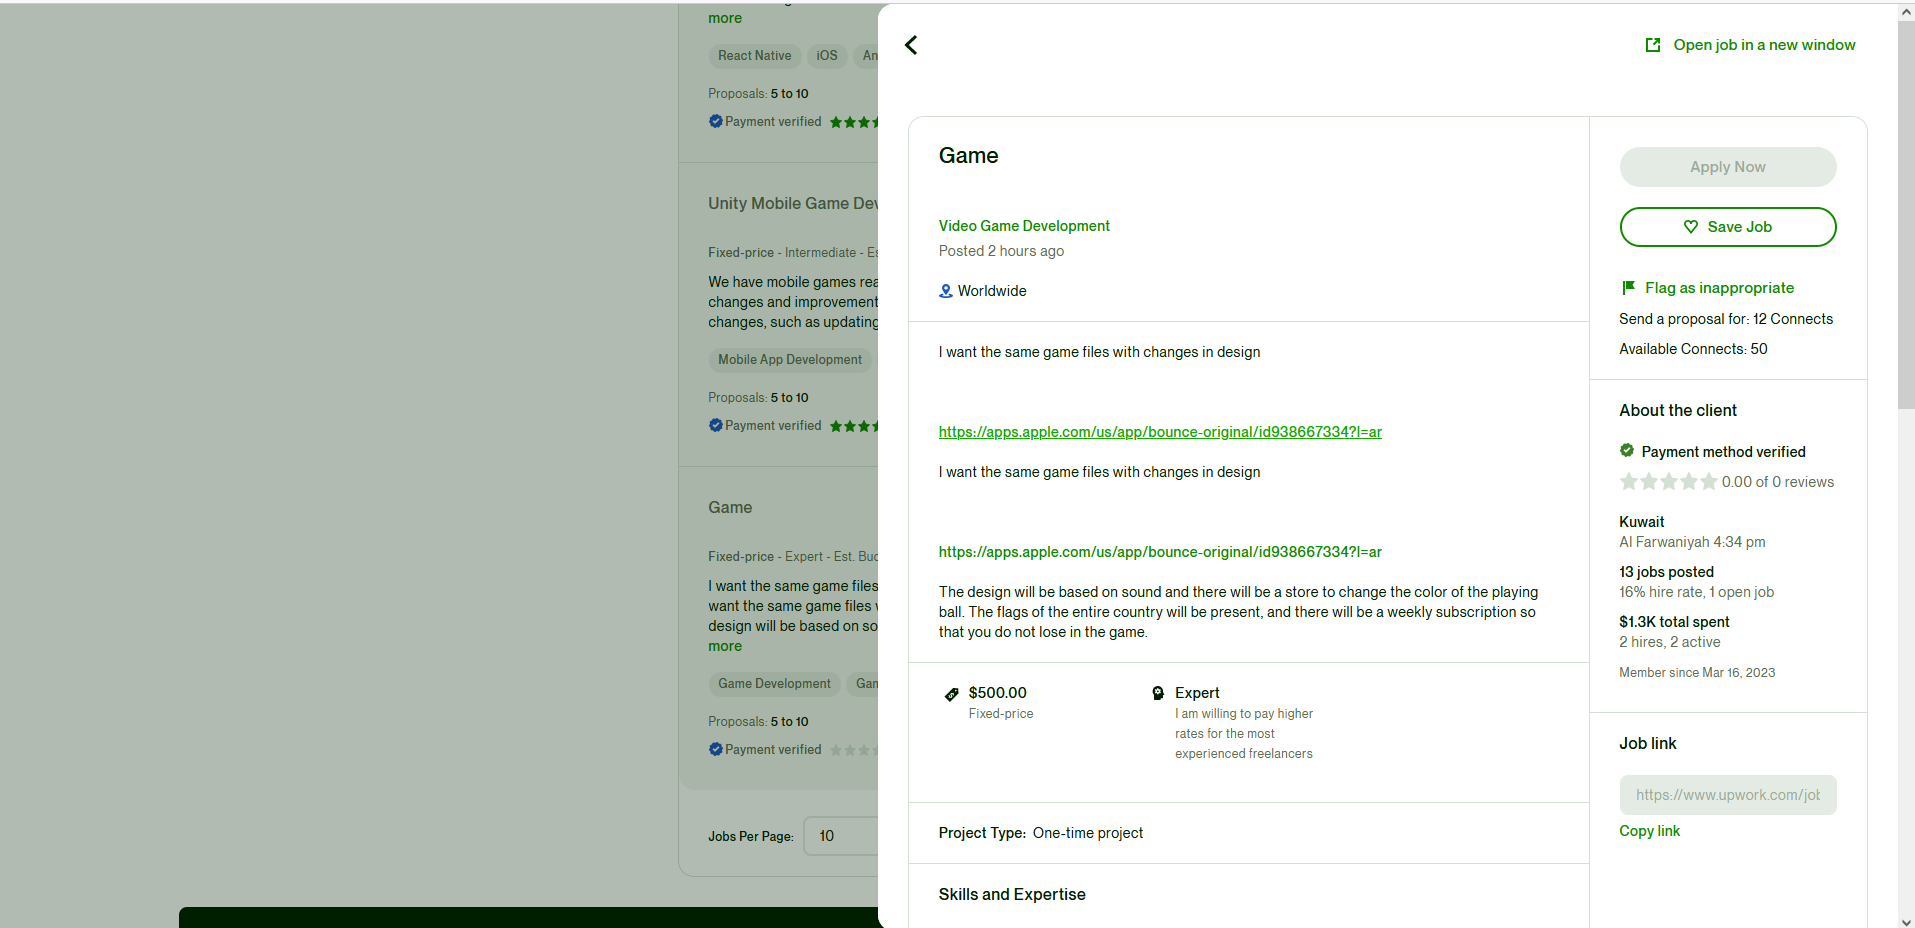 more
React Native iOS An
Proposals: 5 to 10
Payment verified
Unity Mobile Game Dev
Fixed-price - Intermediate - Es
We have mobile games rea
changes and improvement
changes, such as updating
Mobile App Development
Proposals: 5 to 10
Payment verified
Game
Fixed-price - Expert - Est. Bud
I want the same game files
want the same game files w
design will be based on so
more
Game Development Gam
Proposals: 5 to 10
Payment verified
Jobs Per Page: 10
Open job in a new window
Game
Video Game Development
Posted 2 hours ago
Worldwide
I want the same game files with changes in design
https://apps.apple.com/us/app/bounce-original/id938667334?l=ar
I want the same game files with changes in design
https://apps.apple.com/us/app/bounce-original/id938667334?l=ar
The design will be based on sound and there will be a store to change the color of the playing
ball. The flags of the entire country will be present, and there will be a weekly subscription so
that you do not lose in the game.
$500.00
Fixed-price
Expert
I am willing to pay higher
rates for the most
experienced freelancers
Project Type: One-time project
Skills and Expertise
Apply Now
Save Job
Flag as inappropriate
Send a proposal for: 12 Connects
Available Connects: 50
About the client
Payment method verified
0.00 of 0 reviews
Kuwait
Al Farwaniyah 4:34 pm
13 jobs posted
16% hire rate, 1 open job
$1.3K total spent
2 hires, 2 active
Member since Mar 16, 2023
Job link
https://www.upwork.com/job
Copy link